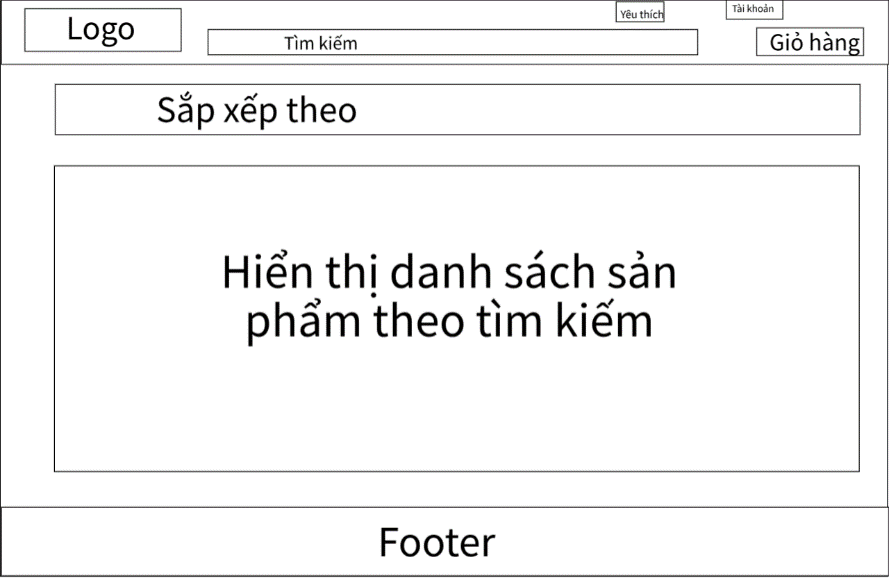 Logo
Yêu thích
Tài khoản
Tìm kiếm
Giỏ hàng
Sắp xếp theo
Hiển thị danh sách sản
phẩm theo tìm kiếm
Footer